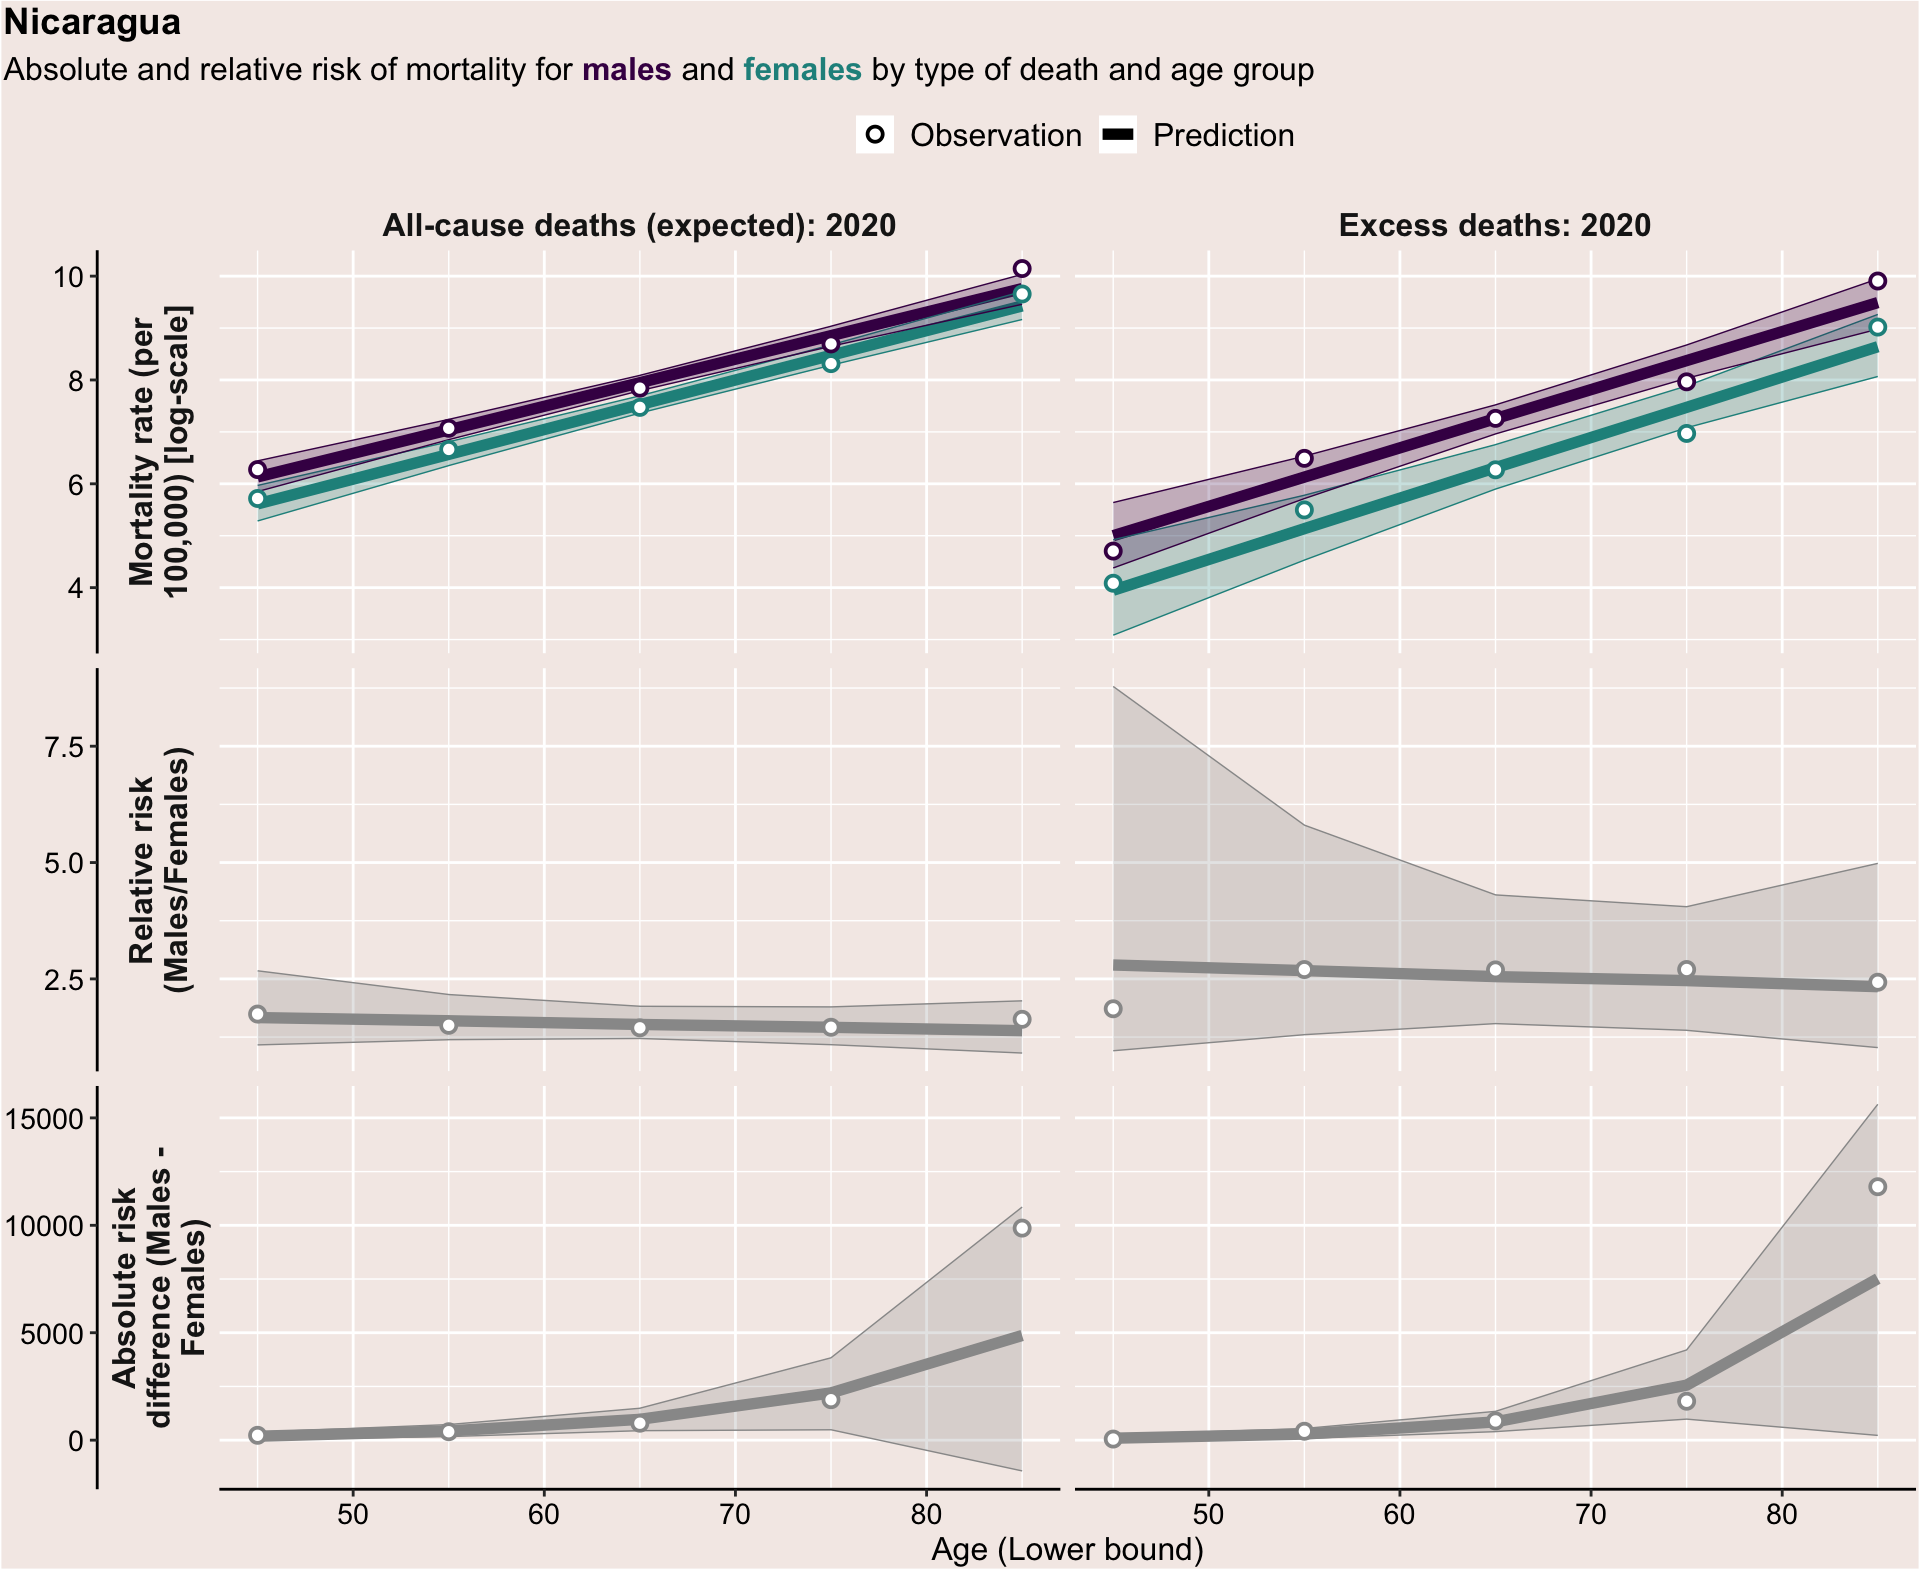 Nicaragua
Absolute and relative risk of mortality for males and females by type of death and age group
Observation Prediction
All-cause deaths (expected): 2020
Excess deaths: 2020
Mortality rate (per
100,000) [log-scale]
10
8
6
4
Relative risk
(Males/Females)
7.5
5.0
2.5
Absolute risk
difference (Males -
Females)
15000
10000
5000
0
50 60 70 80
50 60 70 80
Age (Lower bound)